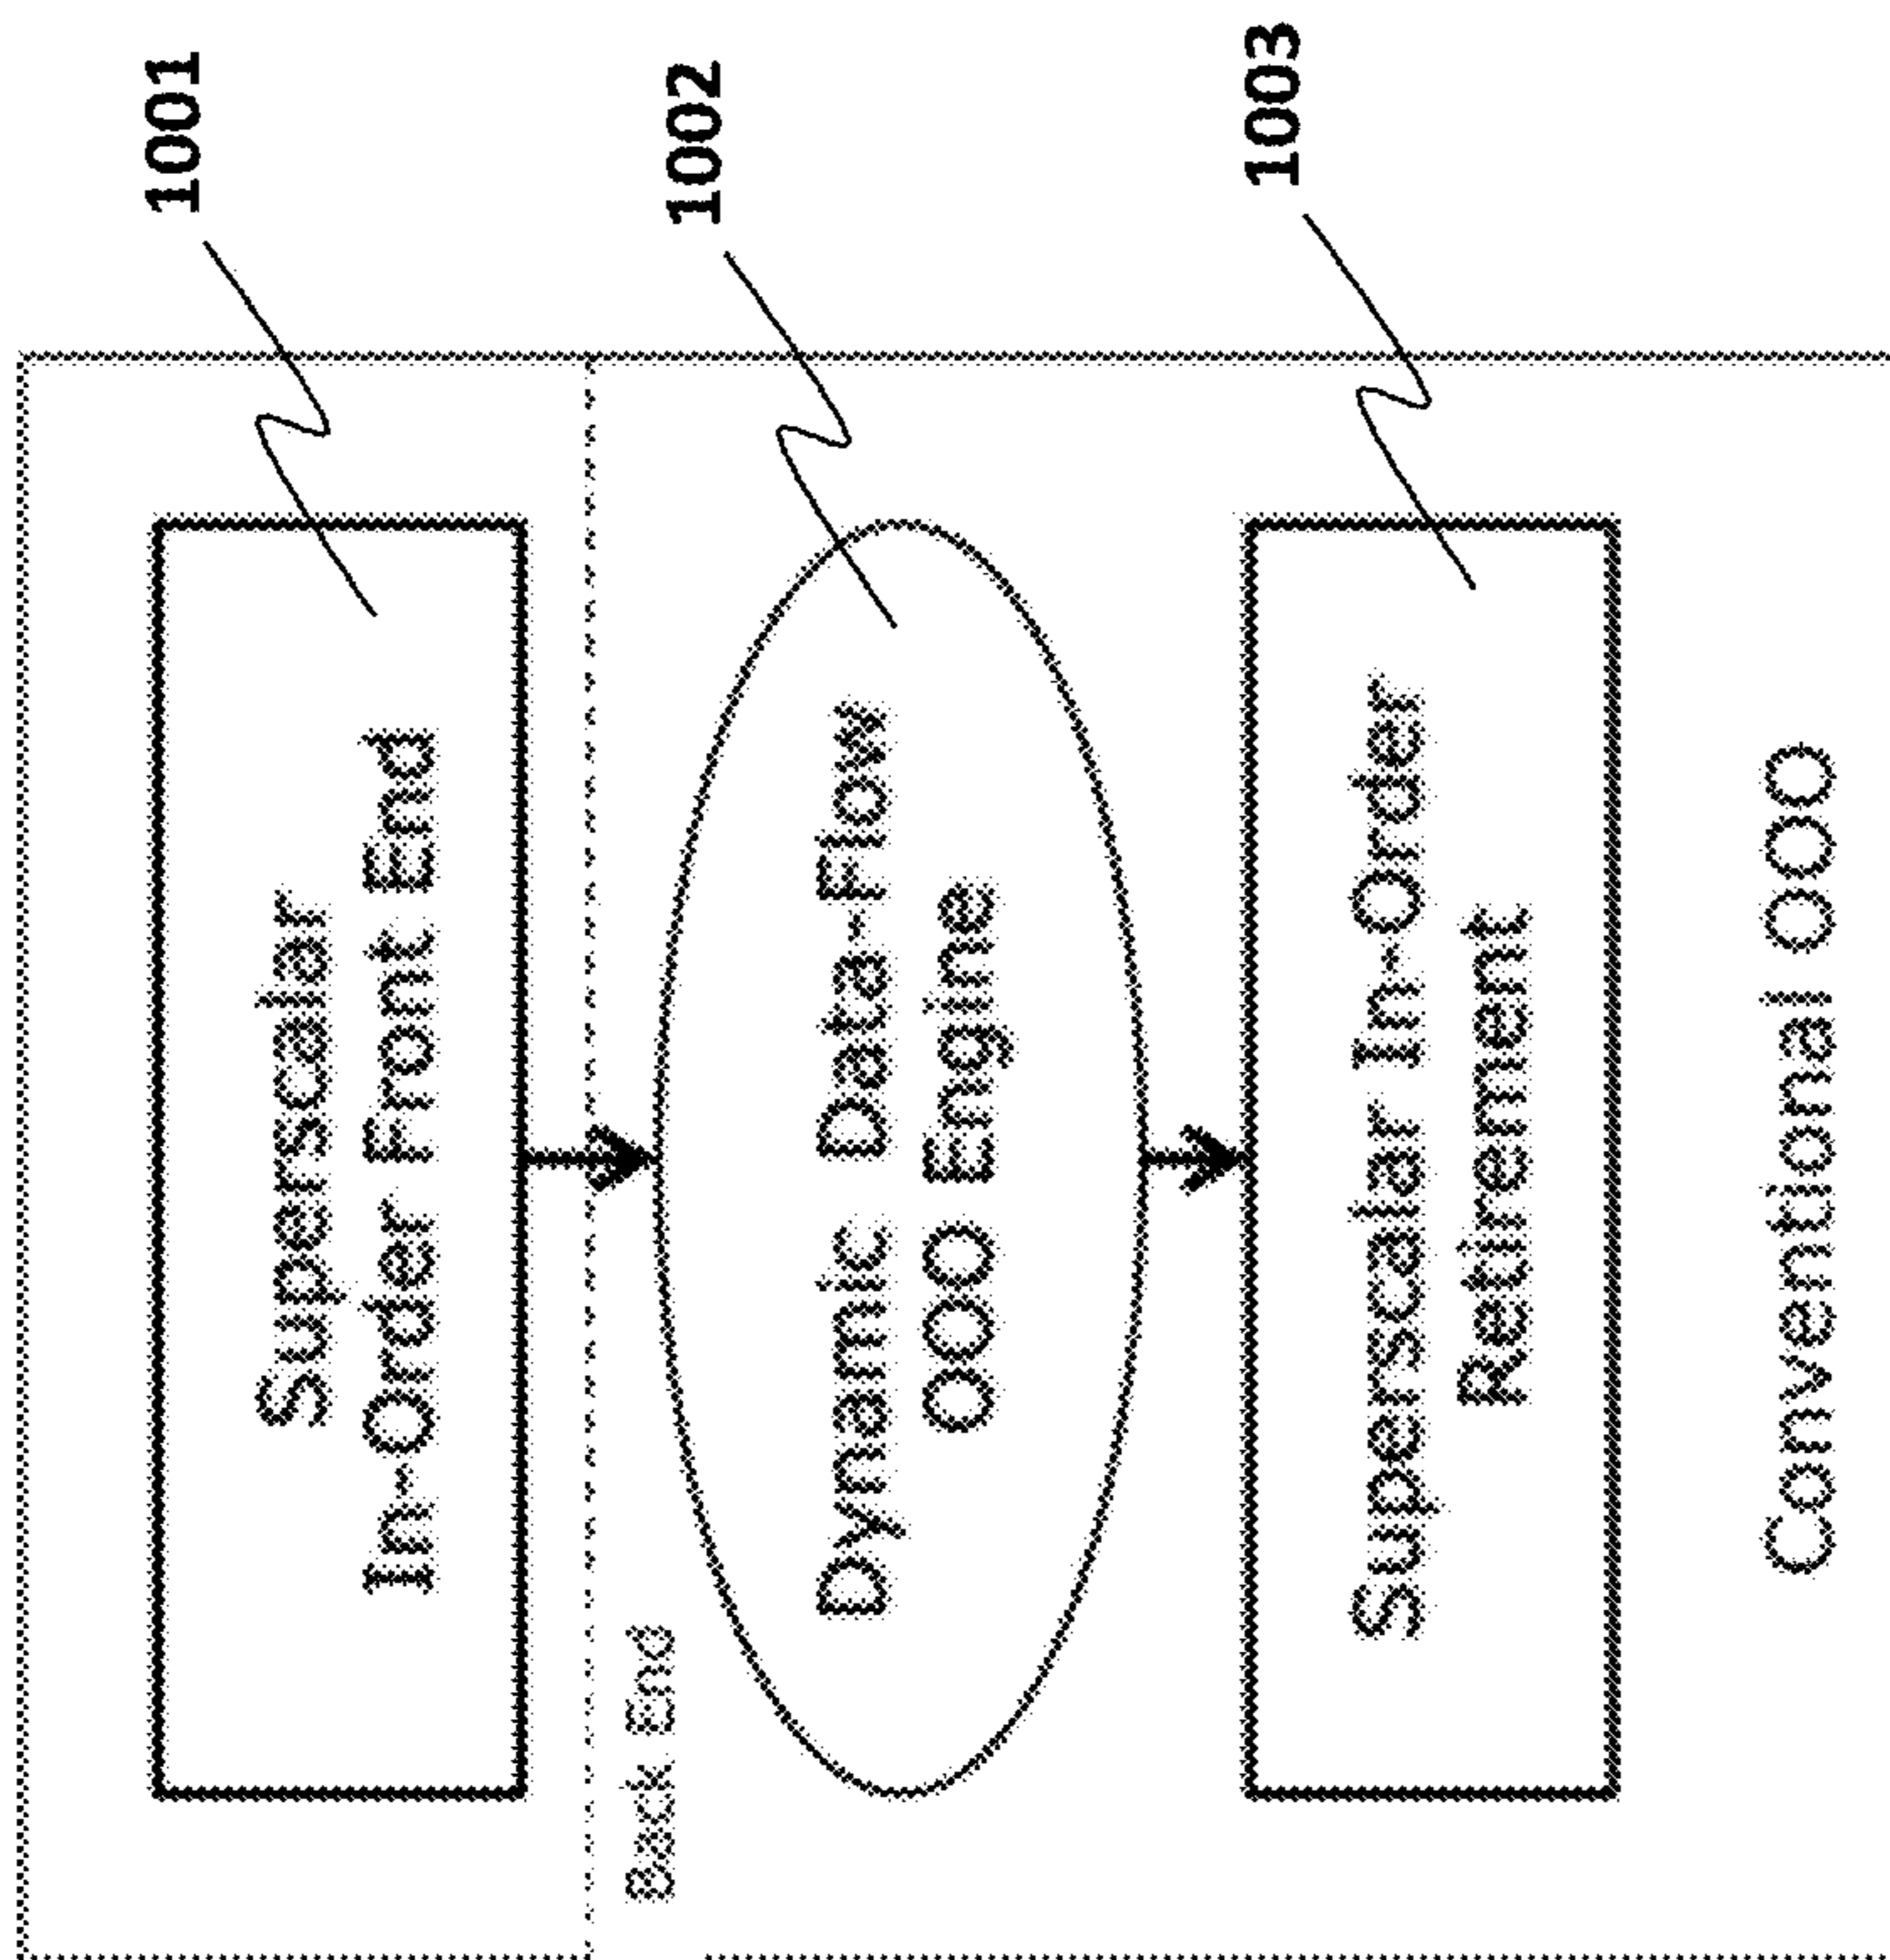 1001
Superscalar
In-Order Front End
Back End
1002
Dynamic Data-Flow
OOO Engine
1003
Superscalar In-Order
Retirement
Conventional OOO